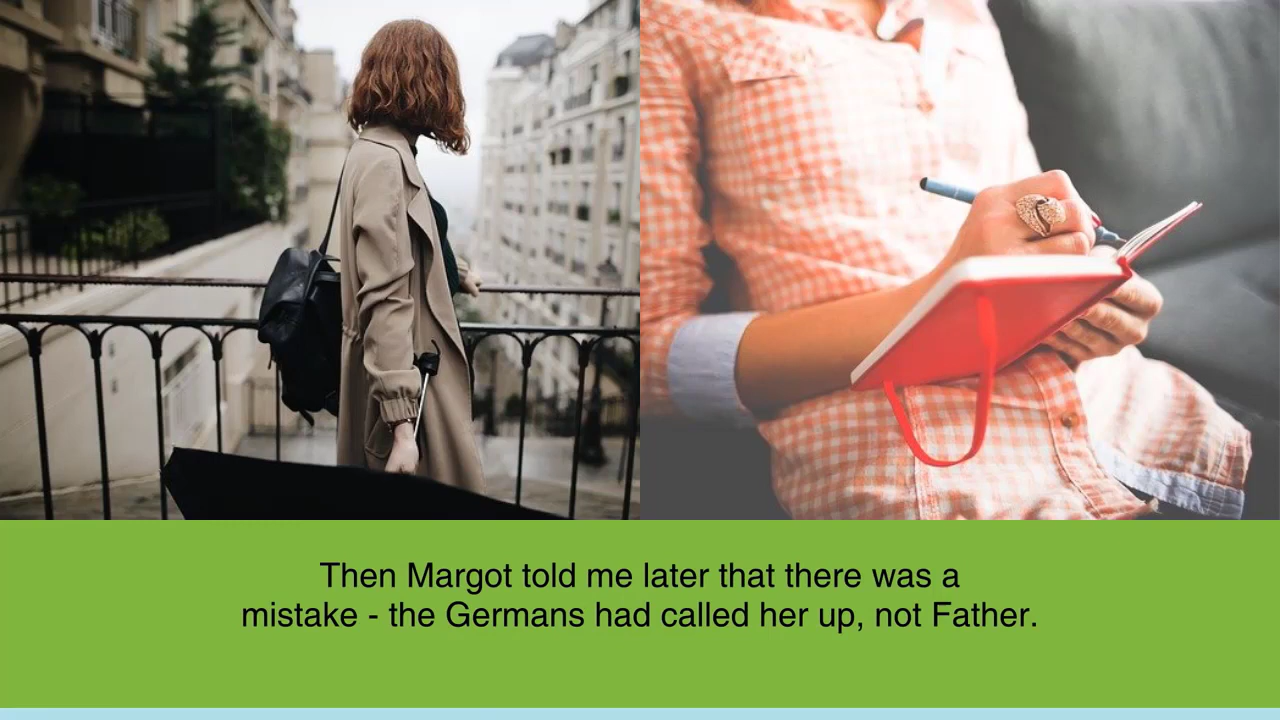 Then Margot told me later that there was a
mistake - the Germans had called her up, not Father.